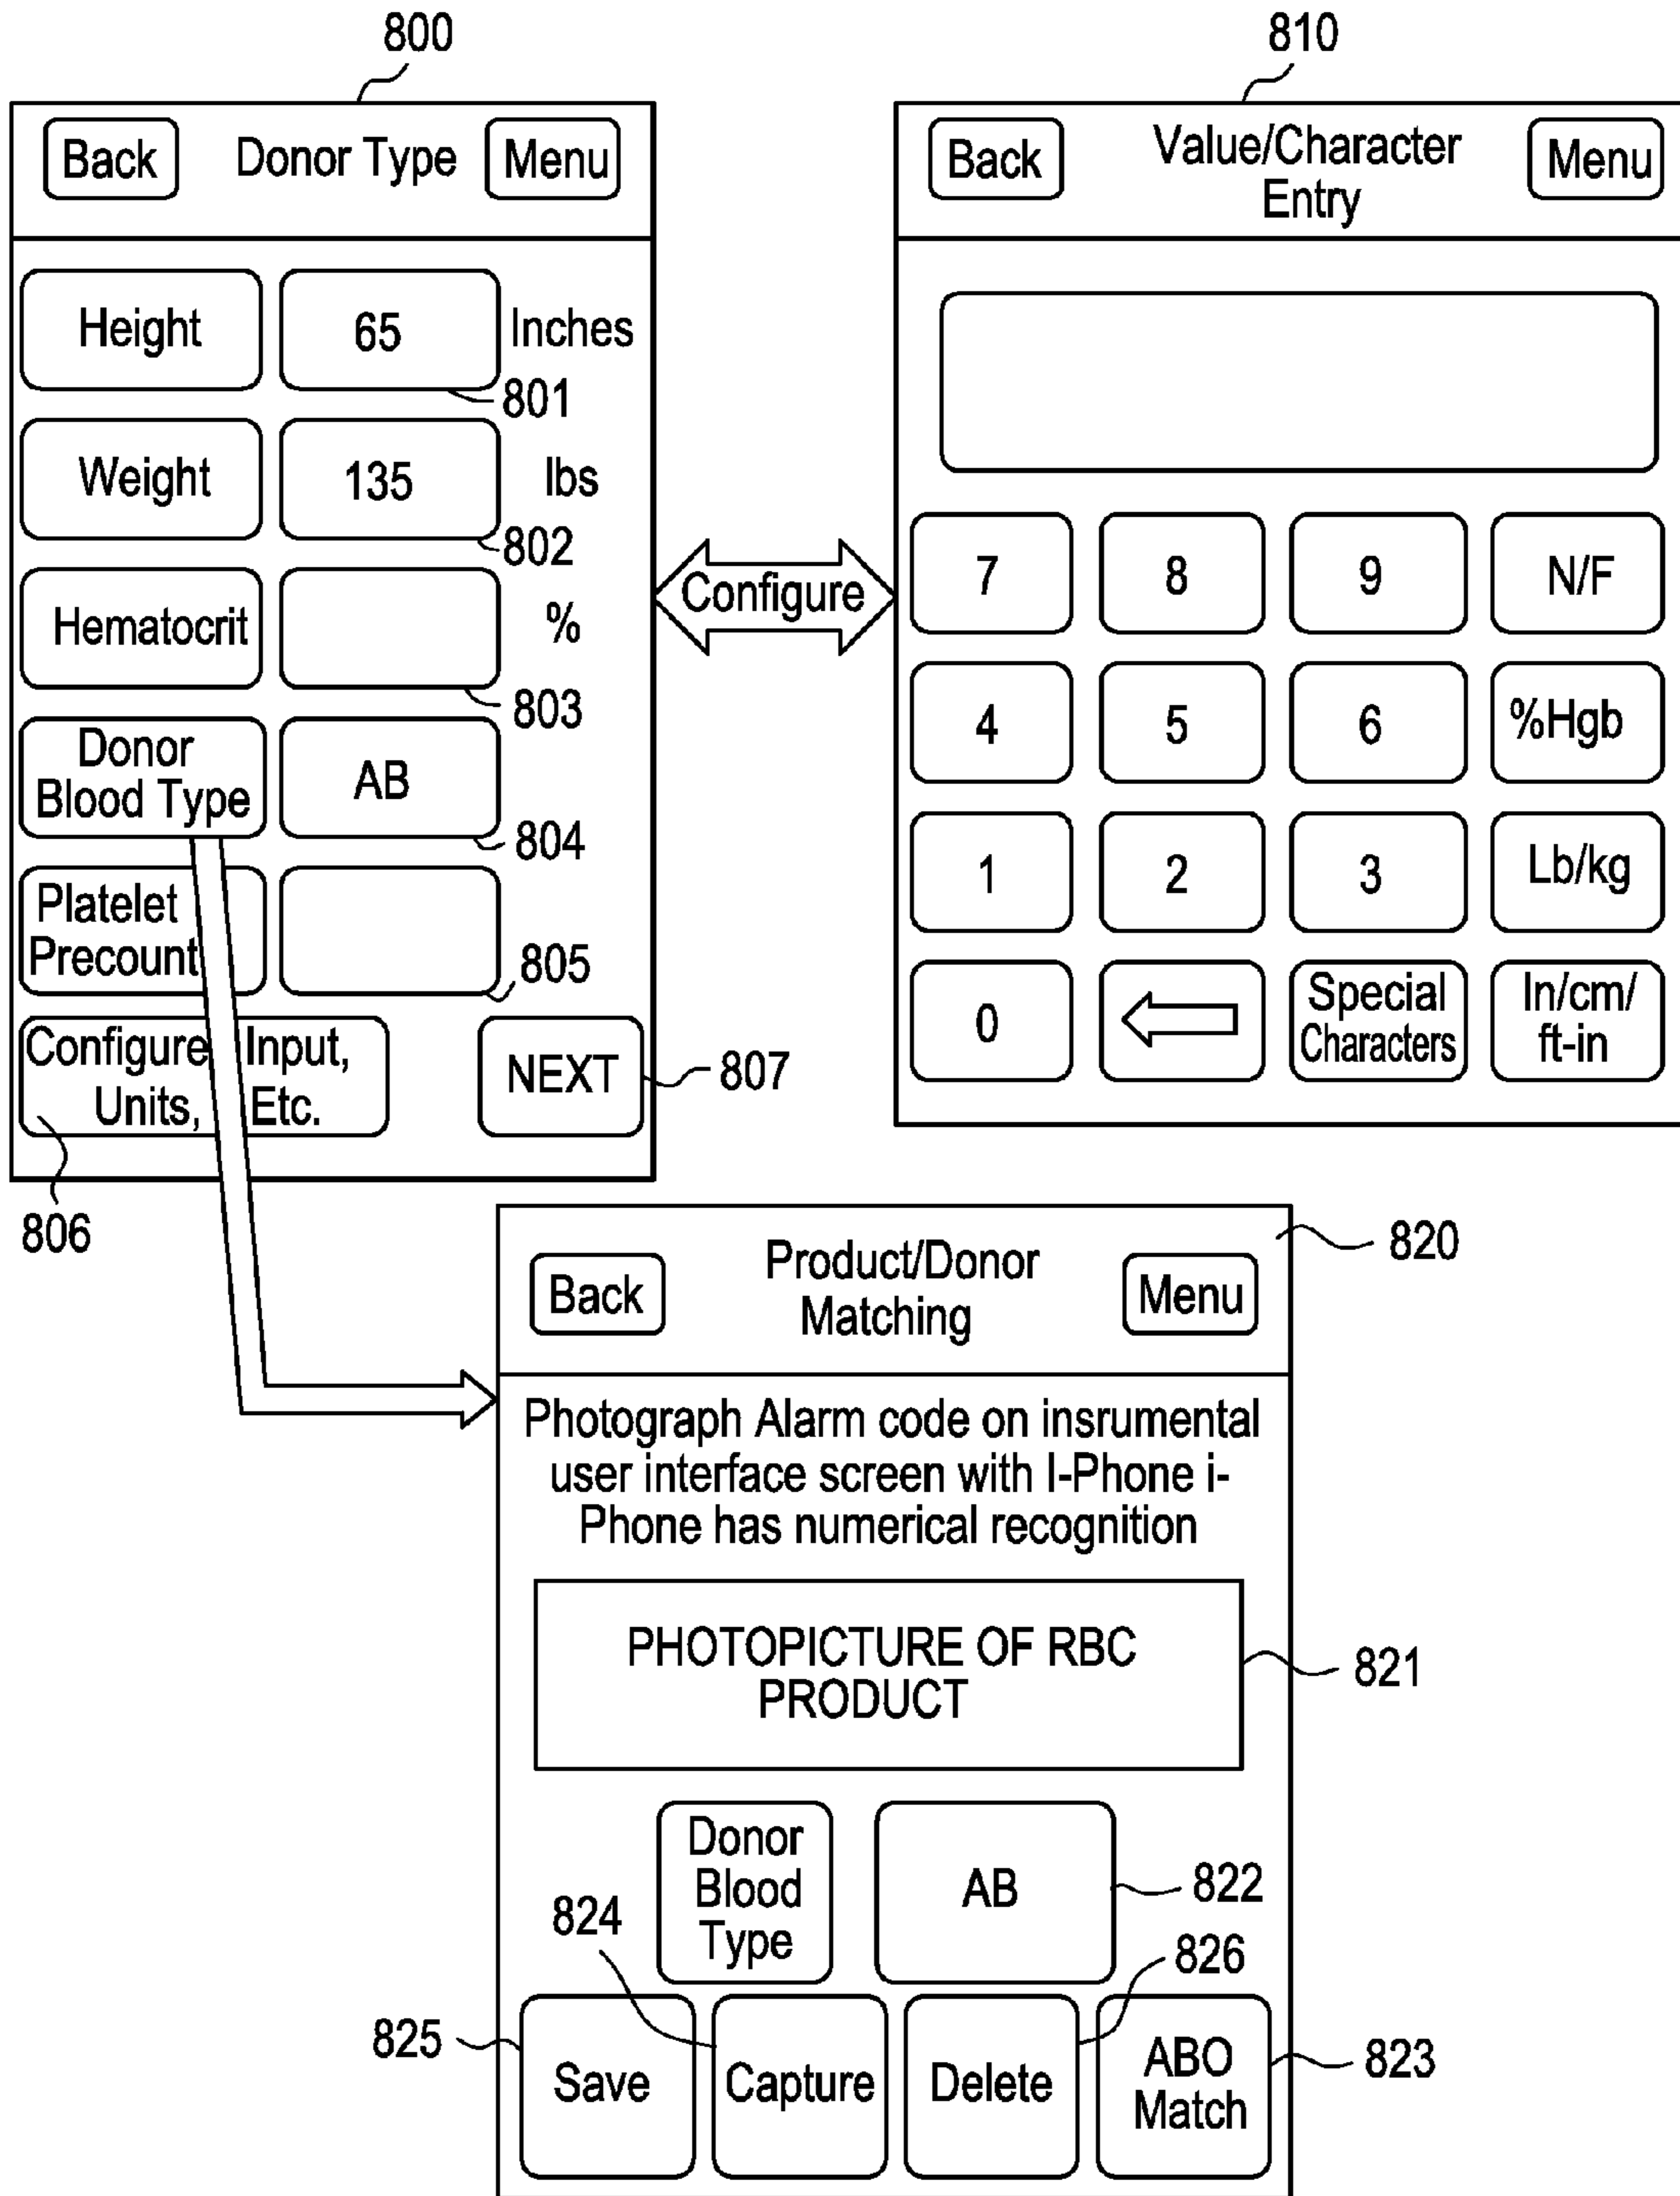 800
Back
Donor Type
Menu
Height
65
Inches
801
Weight
135
lbs
802
Hematocrit
%
803
Donor
Blood Type
AB
804
Platelet
Precount
805
Configure Input,
Units, Etc.
806
NEXT
807
Configure
810
Back
Value/Character
Entry
Menu
7
8
9
N/F
4
5
6
%Hgb
1
2
3
Lb/kg
0
Special
Characters
In/cm/
ft-in
820
Back
Product/Donor
Matching
Menu
Photograph Alarm code on insrumental
user interface screen with I-Phone i-
Phone has numerical recognition
PHOTOPICTURE OF RBC
PRODUCT
821
Donor
Blood
Type
AB
822
824
826
825
Save
Capture
Delete
ABO
Match
823